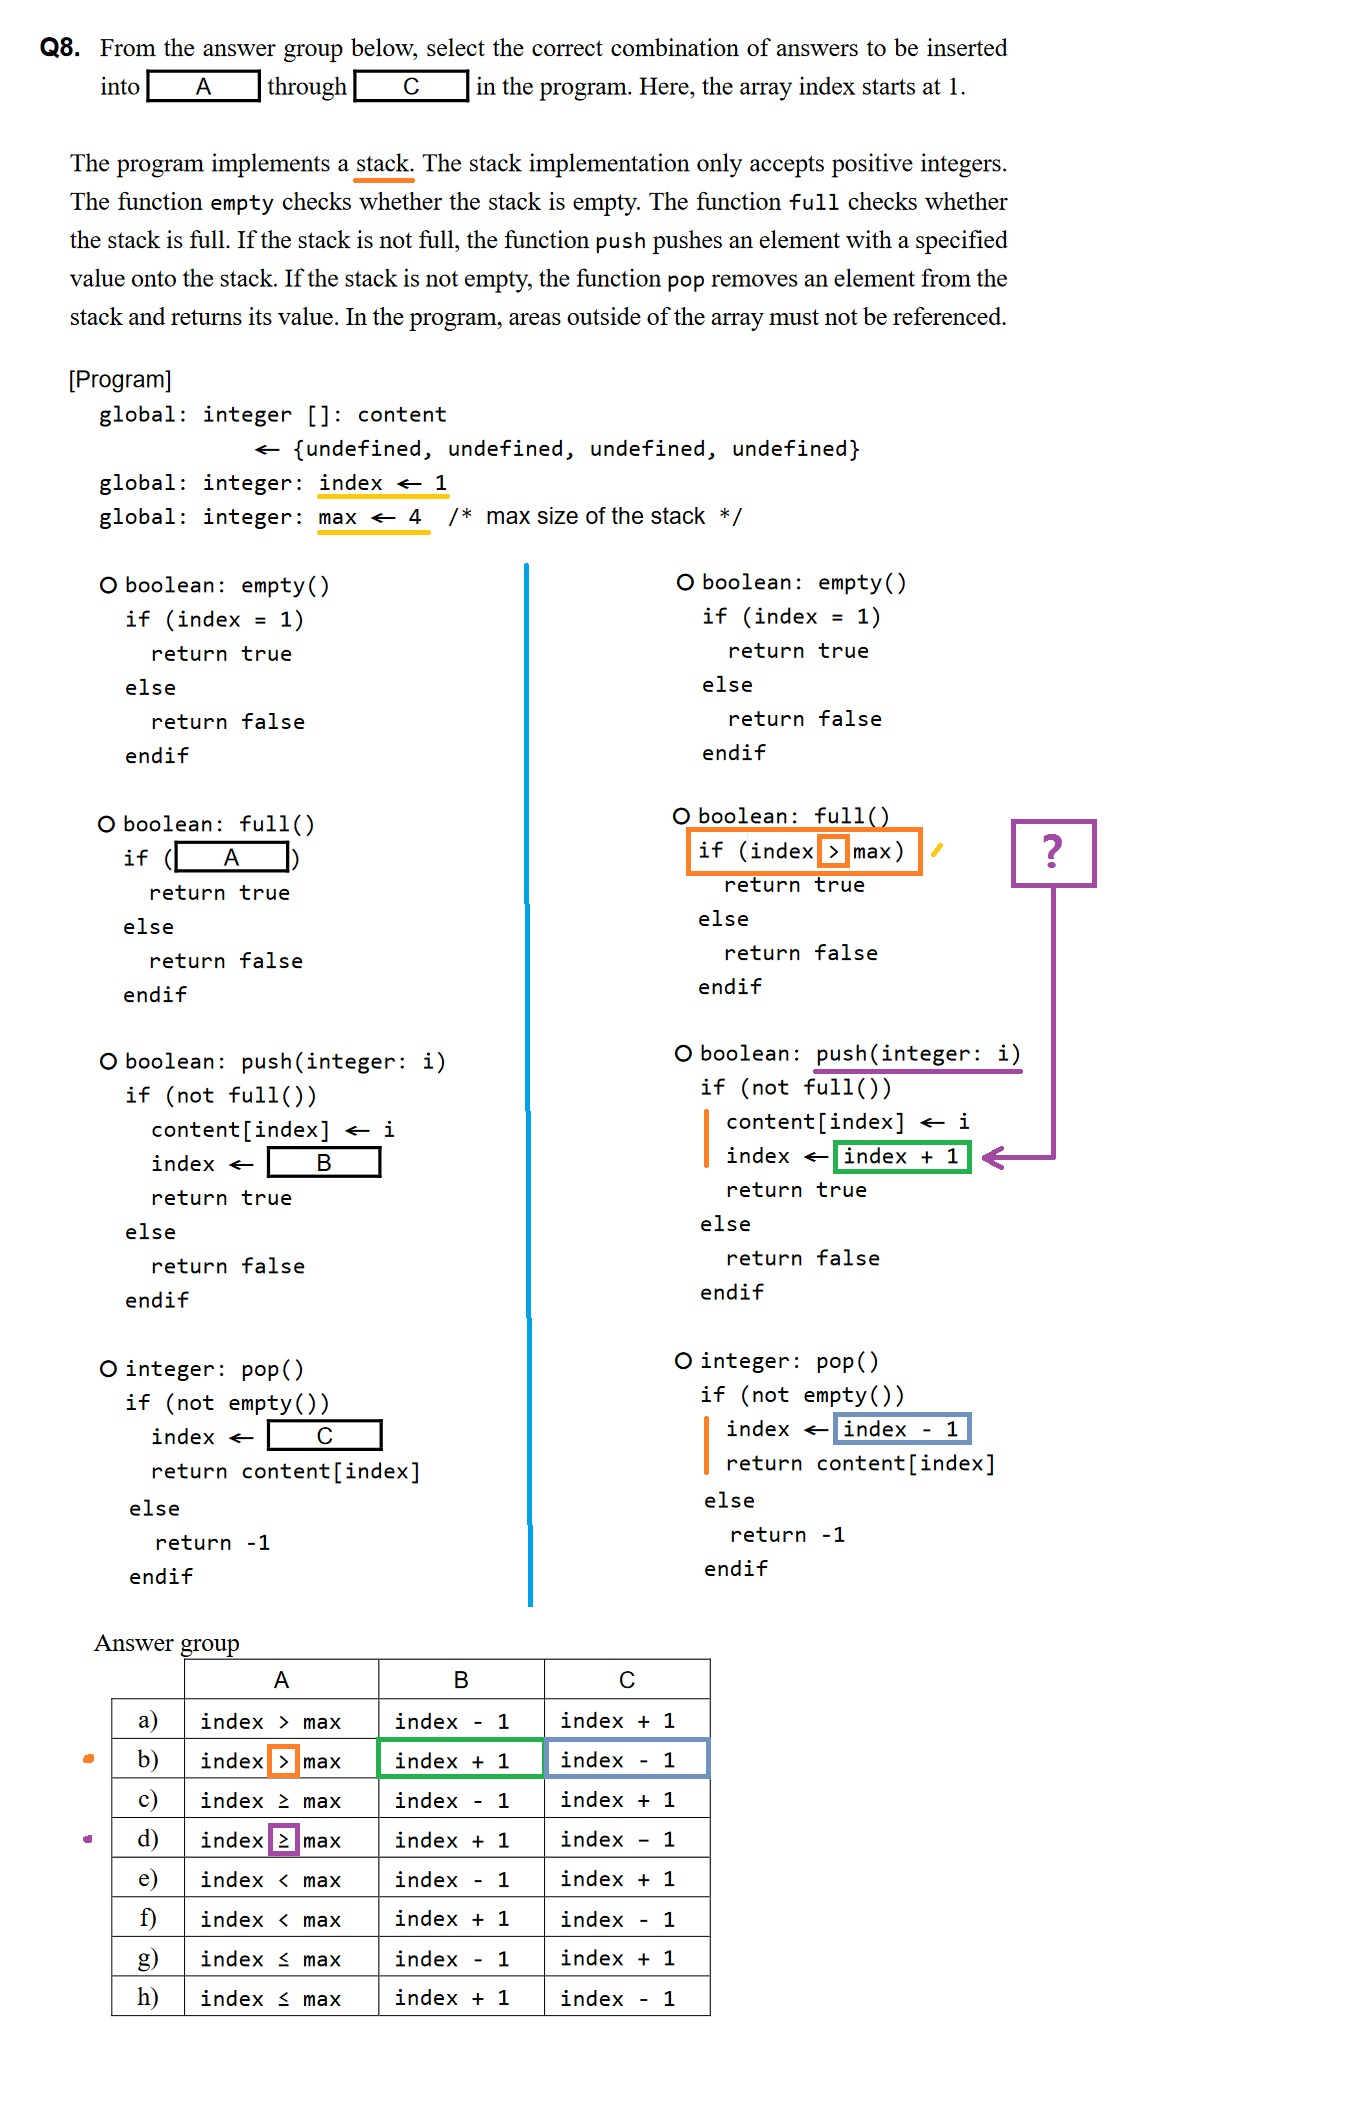 Q8. From the answer group below, select the correct combination of answers to be inserted
into A through C in the program. Here, the array index starts at 1.
The program implements a stack. The stack implementation only accepts positive integers.
The function empty checks whether the stack is empty. The function full checks whether
the stack is full. If the stack is not full, the function push pushes an element with a specified
value onto the stack. If the stack is not empty, the function pop removes an element from the
stack and returns its value. In the program, areas outside of the array must not be referenced.
[Program]
global: integer []: content
← {undefined, undefined, undefined, undefined}
global: integer: index ← 1
global: integer: max ← 4 /* max size of the stack */
○ boolean: empty()
if (index = 1)
return true
else
return false
endif
○ boolean: full()
if ( A )
return true
else
return false
endif
○ boolean: push(integer: i)
if (not full())
content[index] ← i
index ← B
return true
else
return false
endif
○ integer: pop()
if (not empty())
index ← C
return content[index]
else
return -1
endif
○ boolean: empty()
if (index = 1)
return true
else
return false
endif
○ boolean: full()
if (index > max)
?
return true
else
return false
endif
○ boolean: push(integer: i)
if (not full())
content[index] ← i
index ← index + 1
return true
else
return false
endif
○ integer: pop()
if (not empty())
index ← index - 1
return content[index]
else
return -1
endif
Answer group
A B C
a) index > max index - 1 index + 1
b) index > max index + 1 index - 1
c) index ≥ max index - 1 index + 1
d) index ≥ max index + 1 index - 1
e) index < max index - 1 index + 1
f) index < max index + 1 index - 1
g) index ≤ max index - 1 index + 1
h) index ≤ max index + 1 index - 1